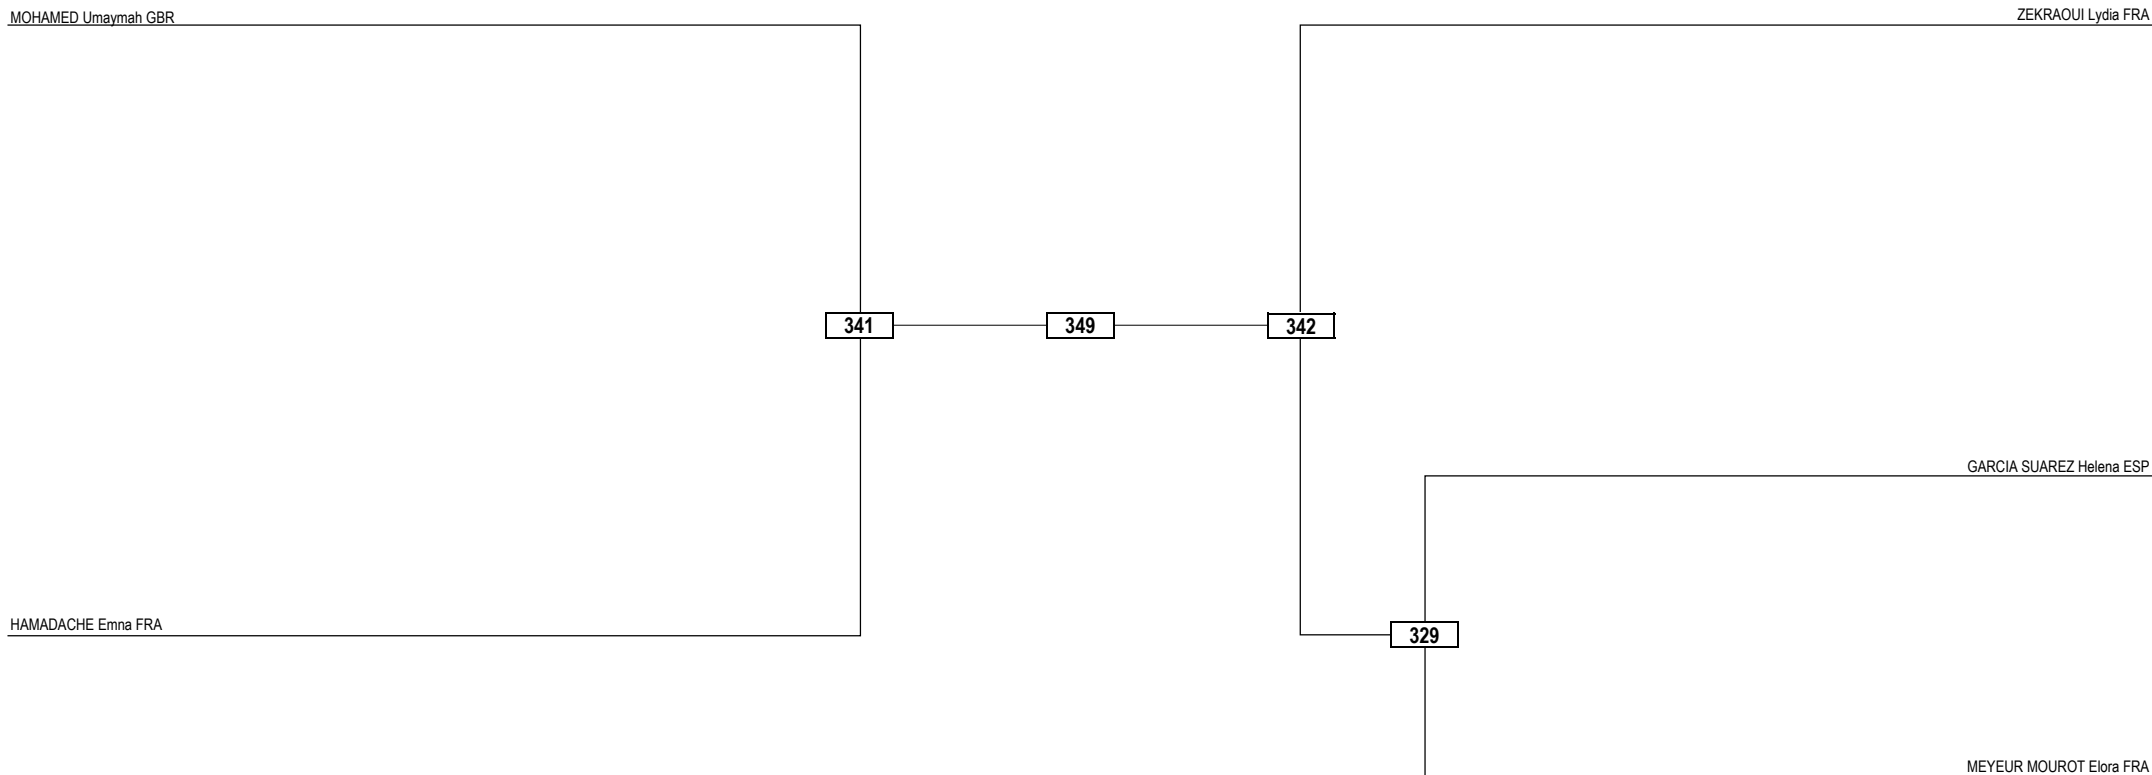 MOHAMED Umaymah GBR
ZEKRAOUI Lydia FRA
341
349
342
GARCIA SUAREZ Helena ESP
HAMADACHE Emna FRA
329
MEYEUR MOUROT Elora FRA